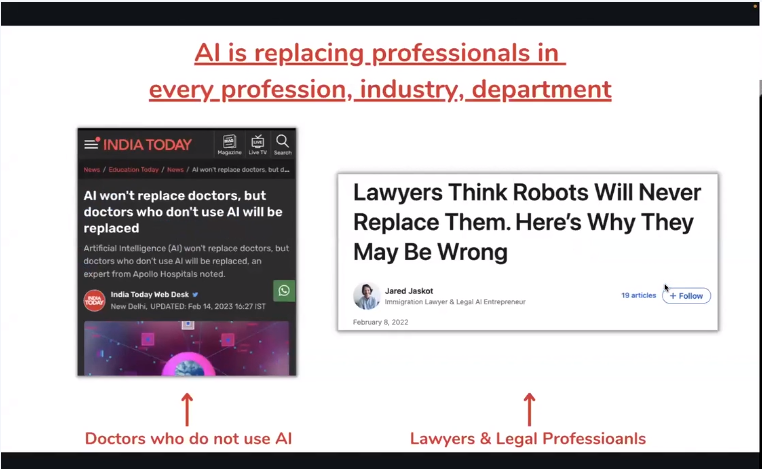 AI is replacing professionals in
every profession, industry, department
INDIA TODAY
Magazine
Live TV
Search
News / Education Today / News / AI won't replace doctors, but d...
AI won't replace doctors, but
doctors who don't use AI will be
replaced
Artificial Intelligence (AI) won't replace doctors, but
doctors who don't use AI will be replaced, an
expert from Apollo Hospitals noted.
INDIA
TODAY
India Today Web Desk
New Delhi, UPDATED: Feb 14, 2023 16:27 IST
Lawyers Think Robots Will Never
Replace Them. Here's Why They
May Be Wrong
Jared Jaskot
Immigration Lawyer & Legal AI Entrepreneur
19 articles
+ Follow
February 8, 2022
Doctors who do not use AI
Lawyers & Legal Professioanls